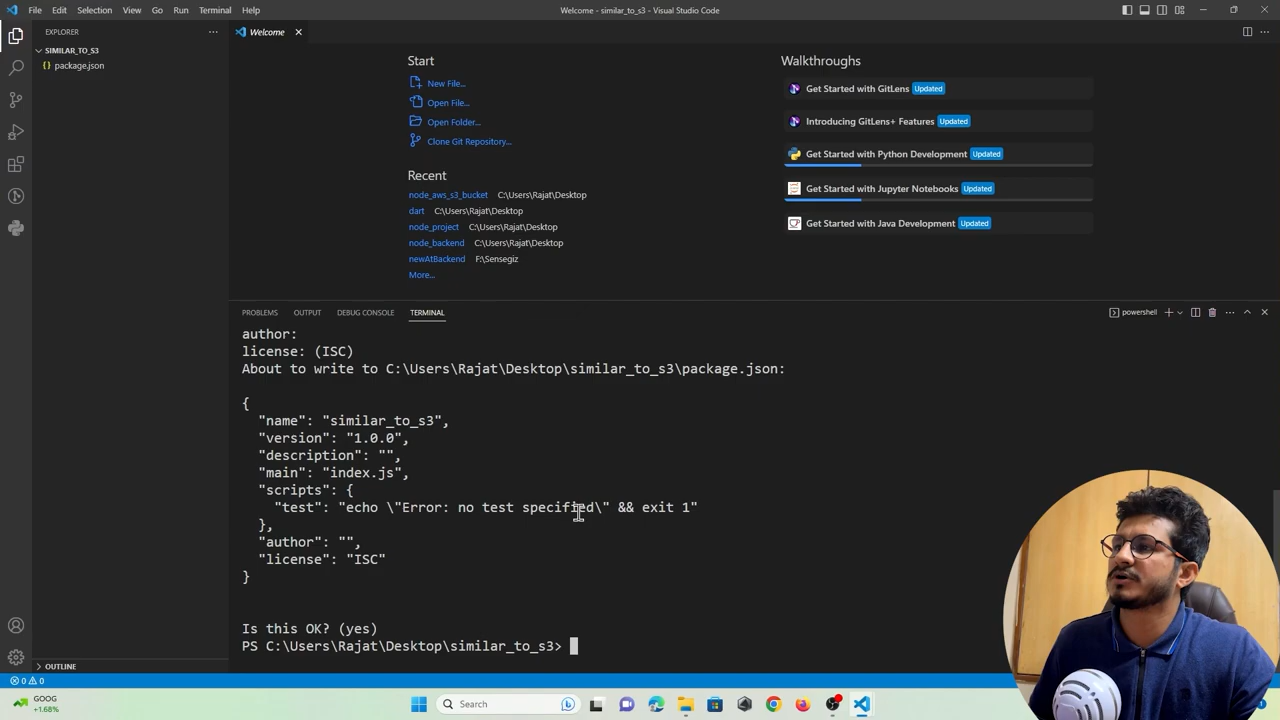 File Edit Selection View Go Run Terminal Help
Welcome - similar_to_s3 - Visual Studio Code
EXPLORER
SIMILAR_TO_S3
{} package.json
OUTLINE
Welcome
Start
New File...
Open File...
Open Folder...
Clone Git Repository...
Recent
node_aws_s3_bucket C:\Users\Rajat\Desktop
dart C:\Users\Rajat\Desktop
node_project C:\Users\Rajat\Desktop
node_backend C:\Users\Rajat\Desktop
newAtBackend F:\Sensegiz
More...
Walkthroughs
Get Started with GitLens Updated
Introducing GitLens+ Features Updated
Get Started with Python Development Updated
Get Started with Jupyter Notebooks Updated
Get Started with Java Development Updated
PROBLEMS OUTPUT DEBUG CONSOLE TERMINAL
powershell
author:
license: (ISC)
About to write to C:\Users\Rajat\Desktop\similar_to_s3\package.json:
{
"name": "similar_to_s3",
"version": "1.0.0",
"description": "",
"main": "index.js",
"scripts": {
"test": "echo \"Error: no test specified\" && exit 1"
},
"author": "",
"license": "ISC"
}
Is this OK? (yes)
PS C:\Users\Rajat\Desktop\similar_to_s3>
0 0
GOOG
+1.68%
Search